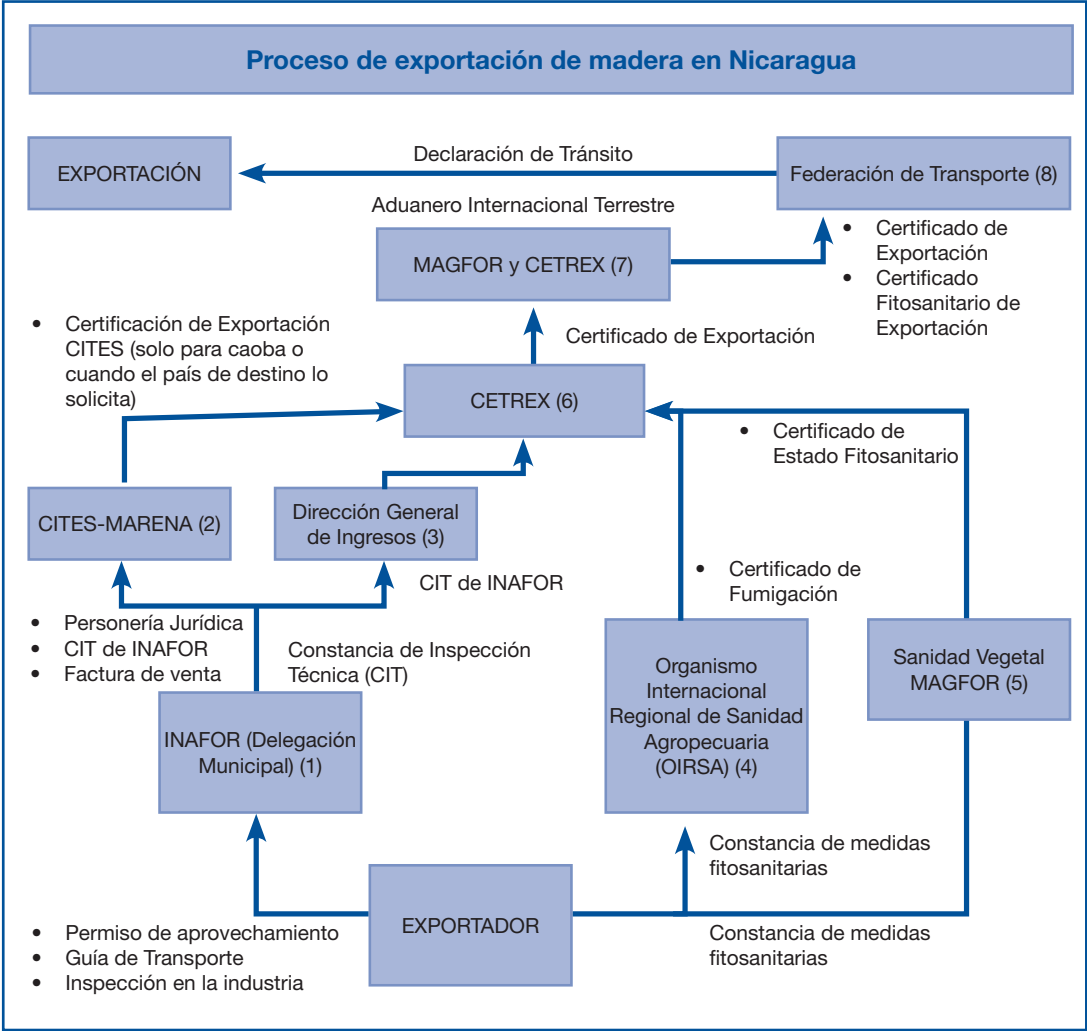 Proceso de exportación de madera en Nicaragua
EXPORTACIÓN
Declaración de Tránsito
Federación de Transporte (8)
Aduanero Internacional Terrestre
MAGFOR y CETREX (7)
• Certificado de
Exportación
• Certificado
Fitosanitario de
Exportación
• Certificación de Exportación
CITES (solo para caoba o
cuando el país de destino lo
solicita)
Certificado de Exportación
CETREX (6)
• Certificado de
Estado Fitosanitario
CITES-MARENA (2)
Dirección General
de Ingresos (3)
CIT de INAFOR
• Certificado de
Fumigación
• Personería Jurídica
• CIT de INAFOR
• Factura de venta
Constancia de Inspección
Técnica (CIT)
Organismo
Internacional
Regional de Sanidad
Agropecuaria
(OIRSA) (4)
Sanidad Vegetal
MAGFOR (5)
INAFOR (Delegación
Municipal) (1)
Constancia de medidas
fitosanitarias
EXPORTADOR
Constancia de medidas
fitosanitarias
• Permiso de aprovechamiento
• Guía de Transporte
• Inspección en la industria